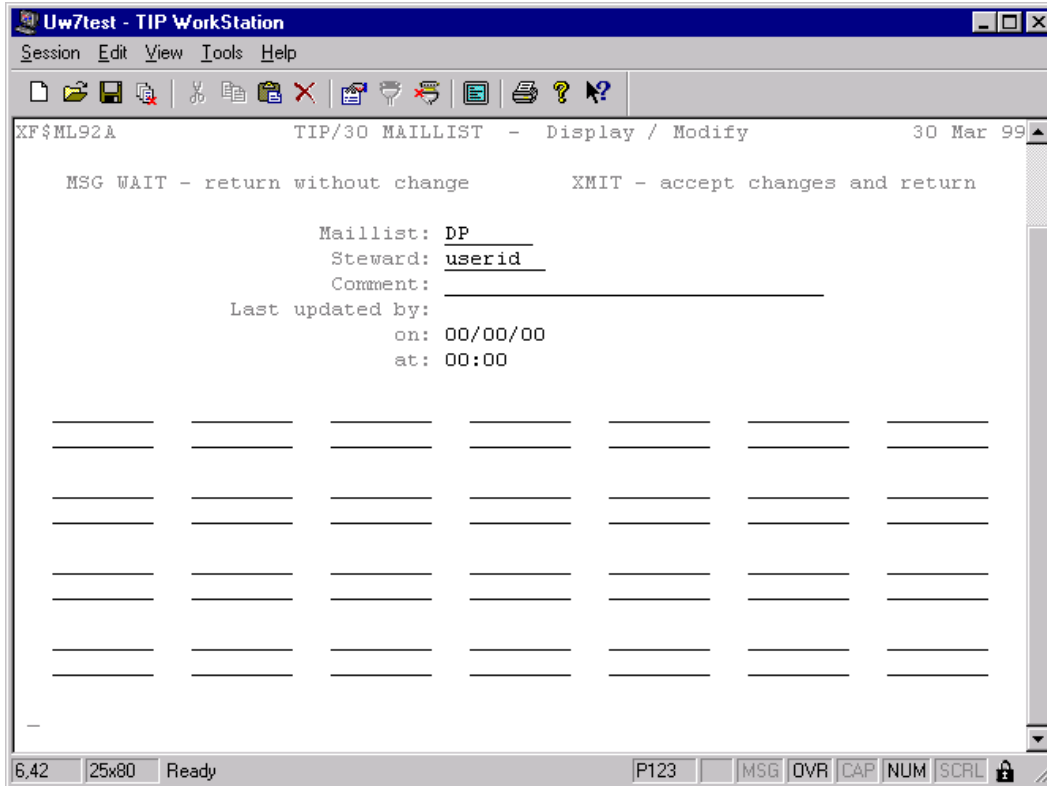 Uw7test - TIP WorkStation
Session Edit View Tools Help
XF$ML92A TIP/30 MAILLIST - Display / Modify 30 Mar 99
MSG WAIT - return without change XMIT - accept changes and return
Maillist: DP
Steward: userid
Comment:
Last updated by:
on: 00/00/00
at: 00:00
6,42 25x80 Ready P123 MSG OVR CAP NUM SCRL